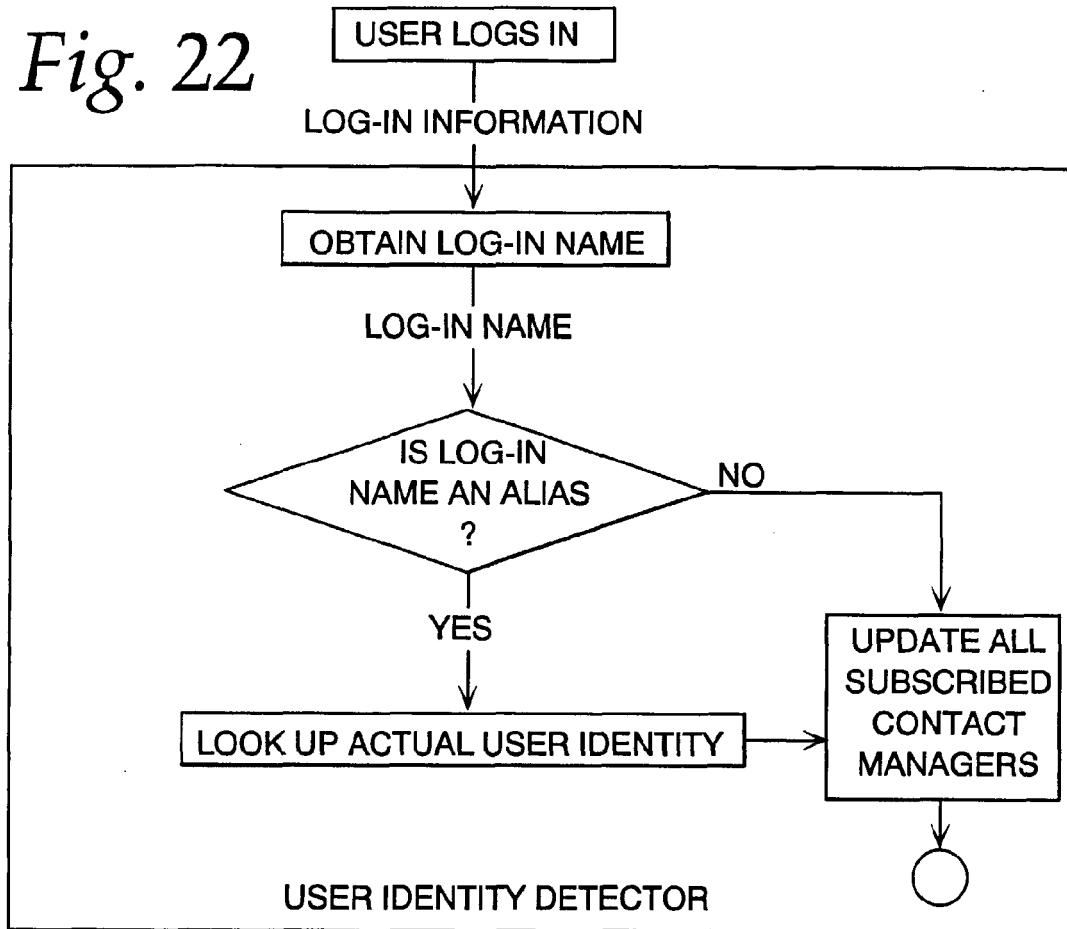 Fig. 22
USER LOGS IN
LOG-IN INFORMATION
OBTAIN LOG-IN NAME
LOG-IN NAME
IS LOG-IN
NAME AN ALIAS
?
NO
YES
LOOK UP ACTUAL USER IDENTITY
UPDATE ALL
SUBSCRIBED
CONTACT
MANAGERS
USER IDENTITY DETECTOR